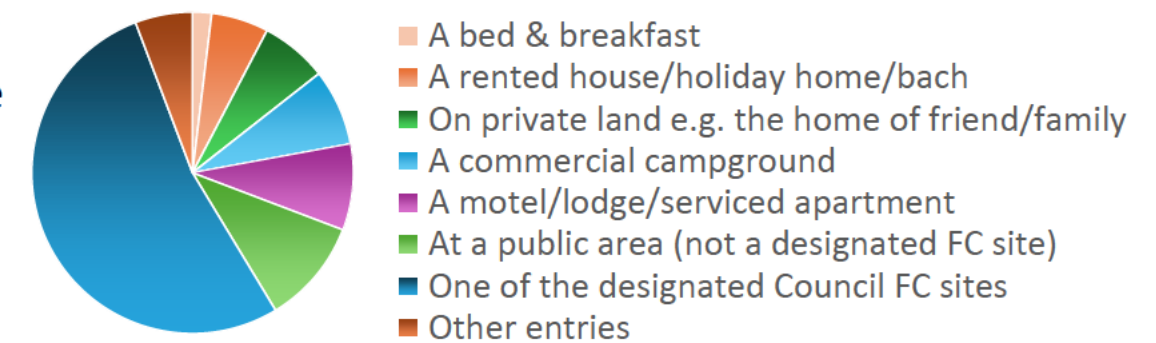 A bed & breakfast
A rented house/holiday home/bach
On private land e.g. the home of friend/family
A commercial campground
A motel/lodge/serviced apartment
At a public area (not a designated FC site)
One of the designated Council FC sites
Other entries